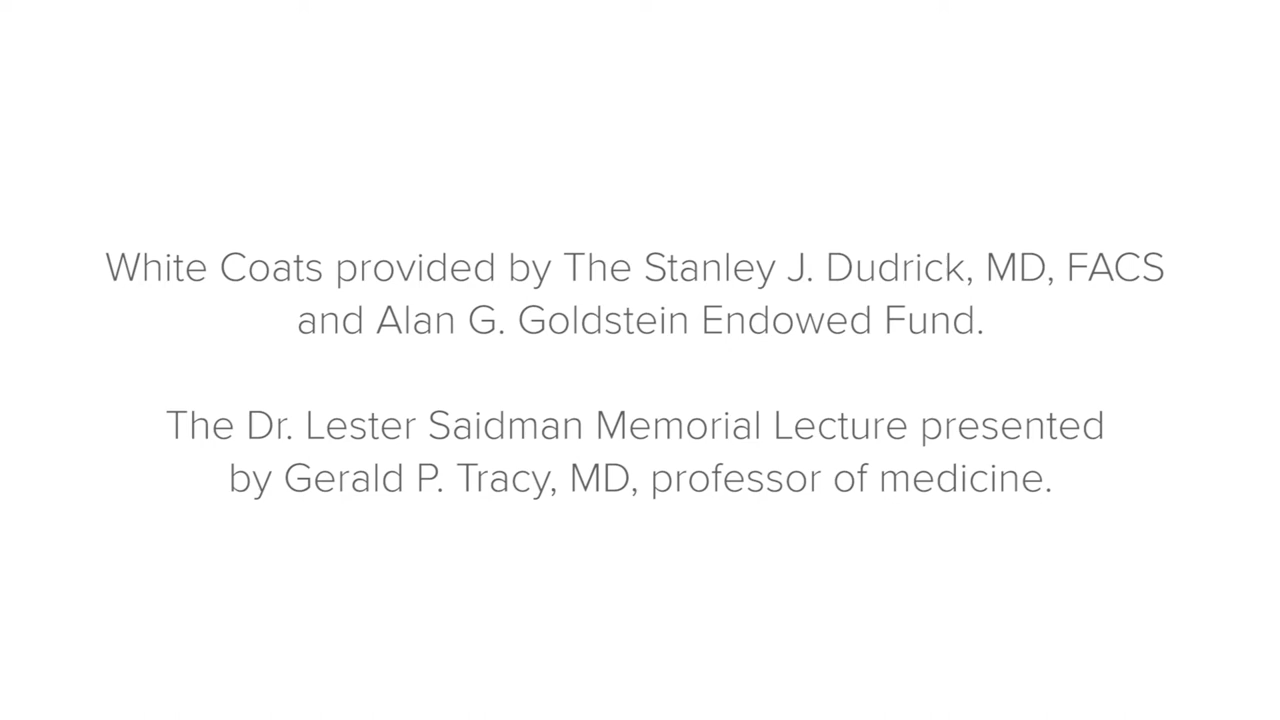 White Coats provided by The Stanley J. Dudrick, MD, FACS
and Alan G. Goldstein Endowed Fund.
The Dr. Lester Saidman Memorial Lecture presented
by Gerald P. Tracy, MD, professor of medicine.